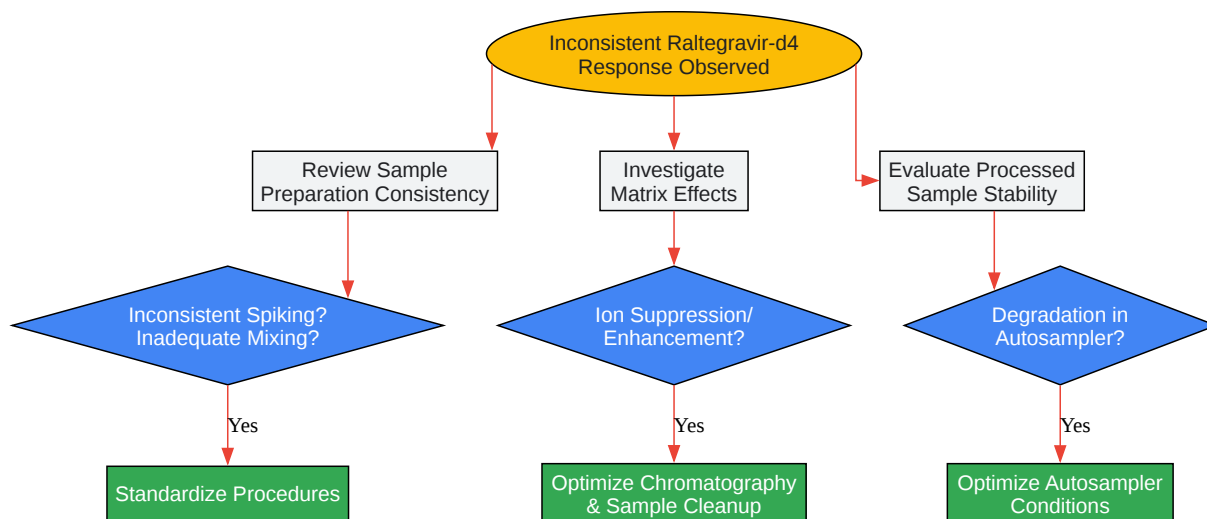 Inconsistent Raltegravir-d4
Response Observed
Review Sample
Preparation Consistency
Investigate
Matrix Effects
Evaluate Processed
Sample Stability
Inconsistent Spiking?
Inadequate Mixing?
Ion Suppression/
Enhancement?
Degradation in
Autosampler?
Yes
Yes
Yes
Standardize Procedures
Optimize Chromatography
& Sample Cleanup
Optimize Autosampler
Conditions